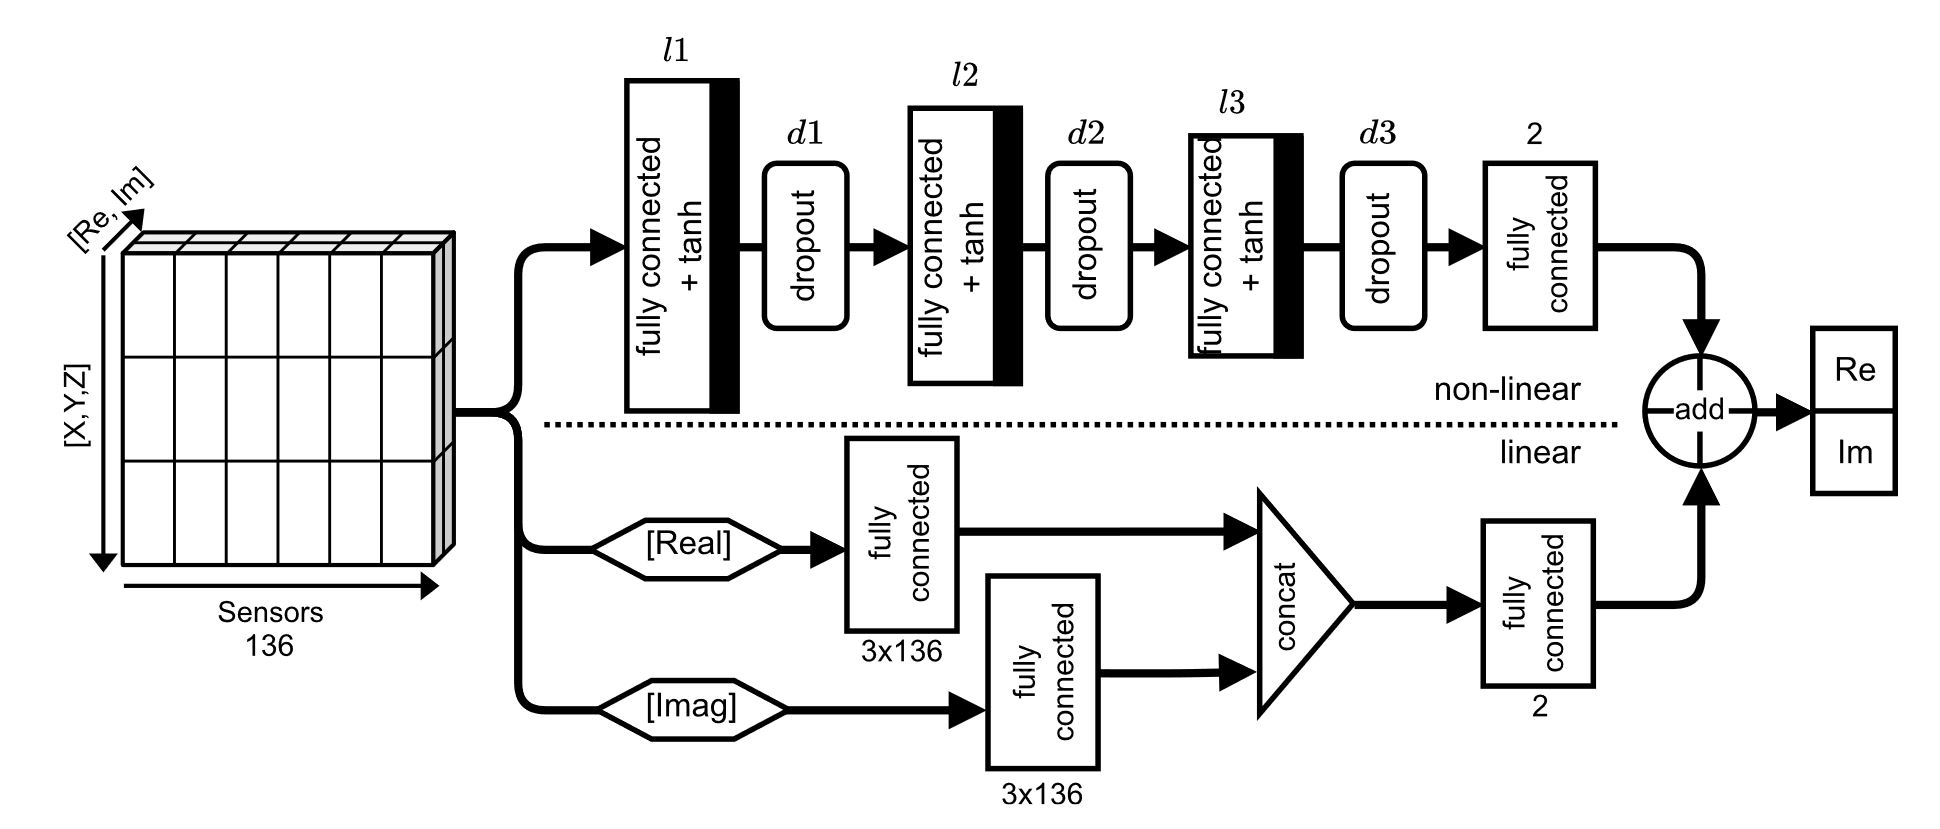 [Re, Im]
[X,Y,Z]
Sensors
136
l1
fully connected
+ tanh
d1
dropout
l2
fully connected
+ tanh
d2
dropout
l3
fully connected
+ tanh
d3
dropout
2
fully
connected
non-linear
linear
[Real]
fully
connected
3x136
[Imag]
fully
connected
3x136
concat
fully
connected
2
add
Re
Im